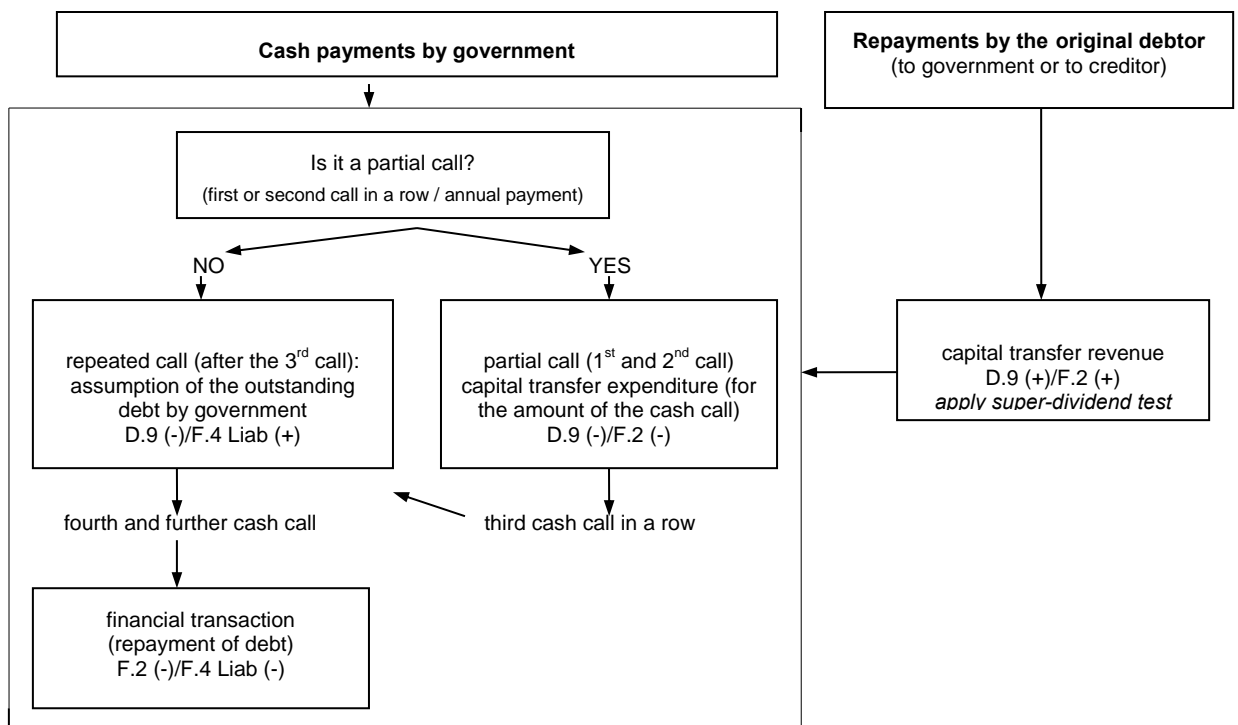 Cash payments by government
Repayments by the original debtor
(to government or to creditor)
Is it a partial call?
(first or second call in a row / annual payment)
NO
YES
repeated call (after the 3rd call):
assumption of the outstanding
debt by government
D.9 (-)/F.4 Liab (+)
partial call (1st and 2nd call)
capital transfer expenditure (for
the amount of the cash call)
D.9 (-)/F.2 (-)
capital transfer revenue
D.9 (+)/F.2 (+)
apply super-dividend test
fourth and further cash call
third cash call in a row
financial transaction
(repayment of debt)
F.2 (-)/F.4 Liab (-)